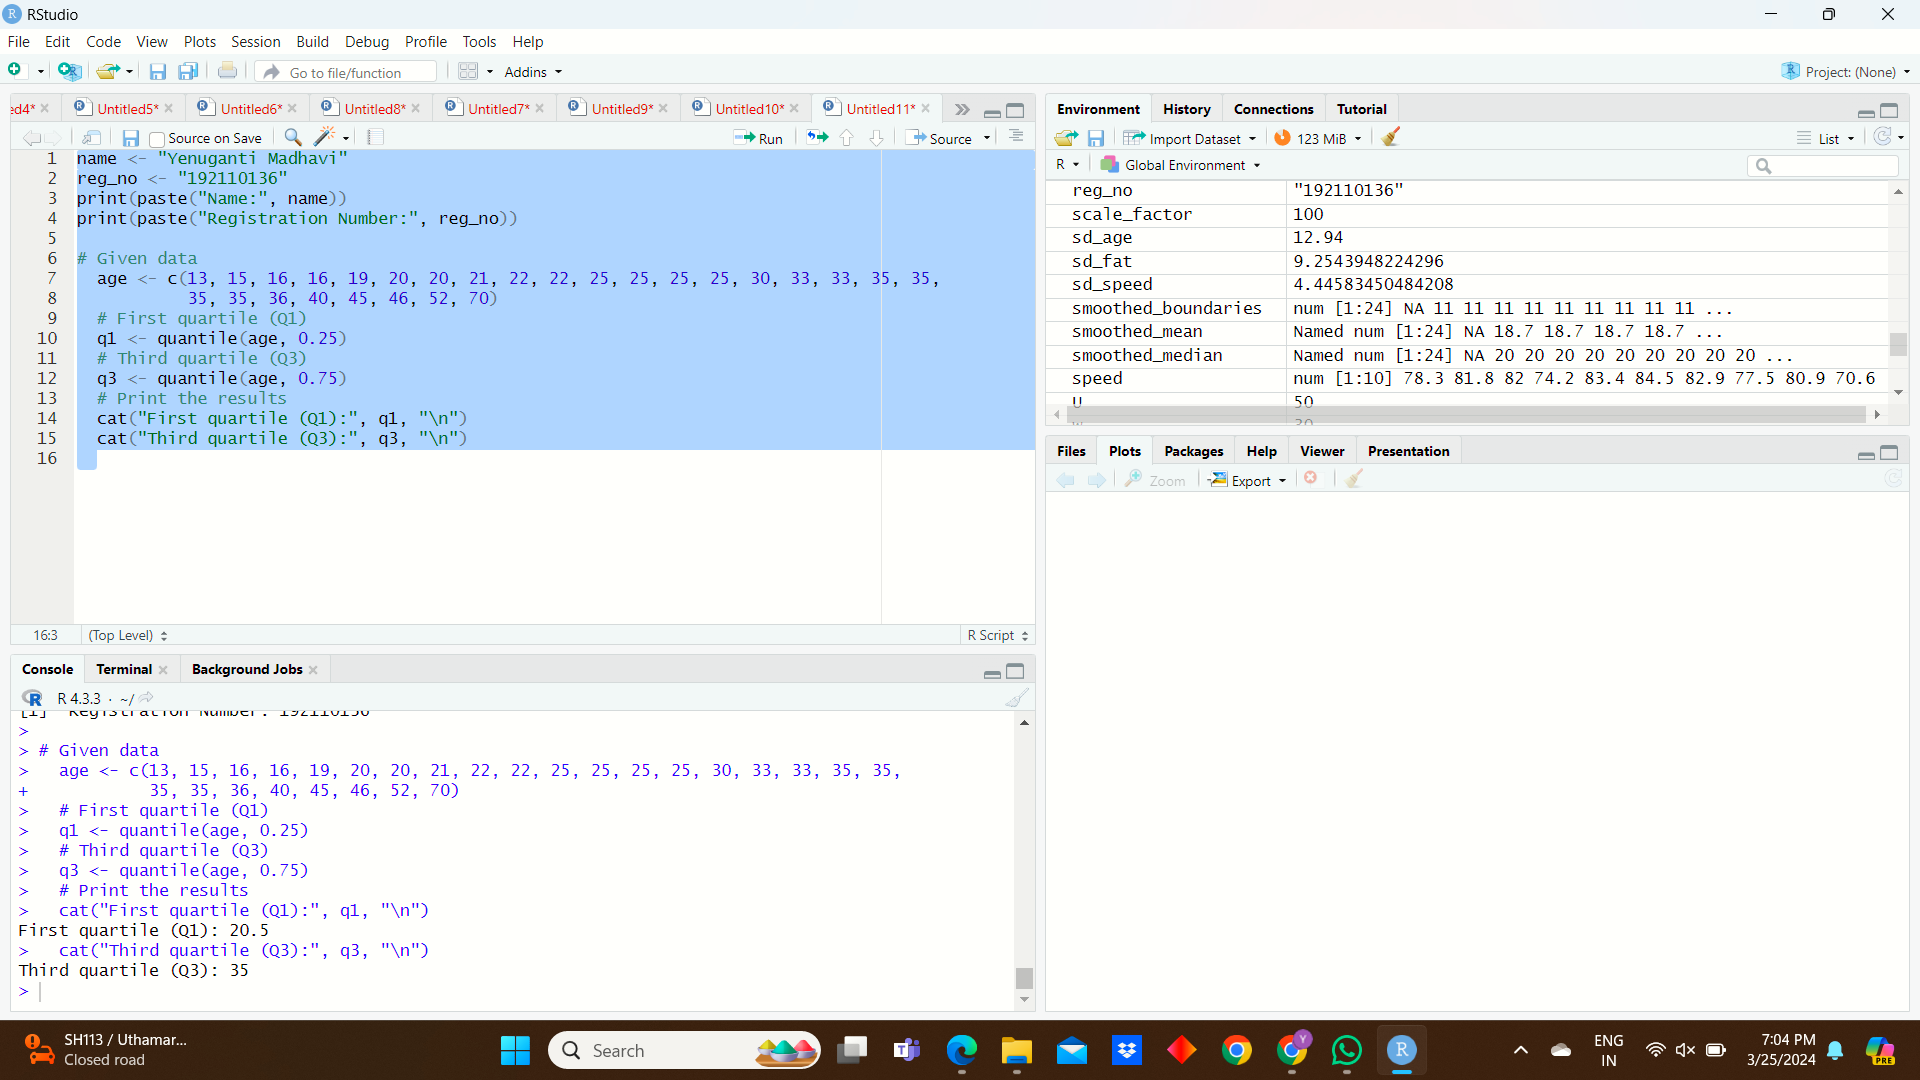 RStudio
File Edit Code View Plots Session Build Debug Profile Tools Help
Go to file/function Addins Project: (None)
ed4* Untitled5* Untitled6* Untitled8* Untitled7* Untitled9* Untitled10* Untitled11*
Source on Save Run Source
1 name <- "Yenuganti Madhavi"
2 reg_no <- "192110136"
3 print(paste("Name:", name))
4 print(paste("Registration Number:", reg_no))
5
6 # Given data
7 age <- c(13, 15, 16, 16, 19, 20, 20, 21, 22, 22, 25, 25, 25, 25, 30, 33, 33, 35, 35,
8 35, 35, 36, 40, 45, 46, 52, 70)
9 # First quartile (Q1)
10 q1 <- quantile(age, 0.25)
11 # Third quartile (Q3)
12 q3 <- quantile(age, 0.75)
13 # Print the results
14 cat("First quartile (Q1):", q1, "\n")
15 cat("Third quartile (Q3):", q3, "\n")
16
16:3 (Top Level) R Script
Console Terminal Background Jobs
R 4.3.3 · ~/
[1] "Registration Number: 192110136"
>
> # Given data
> age <- c(13, 15, 16, 16, 19, 20, 20, 21, 22, 22, 25, 25, 25, 25, 30, 33, 33, 35, 35,
+ 35, 35, 36, 40, 45, 46, 52, 70)
> # First quartile (Q1)
> q1 <- quantile(age, 0.25)
> # Third quartile (Q3)
> q3 <- quantile(age, 0.75)
> # Print the results
> cat("First quartile (Q1):", q1, "\n")
First quartile (Q1): 20.5
> cat("Third quartile (Q3):", q3, "\n")
Third quartile (Q3): 35
>
Environment History Connections Tutorial
Import Dataset 123 MiB List
R Global Environment
reg_no "192110136"
scale_factor 100
sd_age 12.94
sd_fat 9.2543948224296
sd_speed 4.44583450484208
smoothed_boundaries num [1:24] NA 11 11 11 11 11 11 11 11 11 ...
smoothed_mean Named num [1:24] NA 18.7 18.7 18.7 18.7 ...
smoothed_median Named num [1:24] NA 20 20 20 20 20 20 20 20 20 ...
speed num [1:10] 78.3 81.8 82 74.2 83.4 84.5 82.9 77.5 80.9 70.6
U 50
Files Plots Packages Help Viewer Presentation
Zoom Export
SH113 / Uthamar...
Closed road
Search
ENG
IN
7:04 PM
3/25/2024
PRE